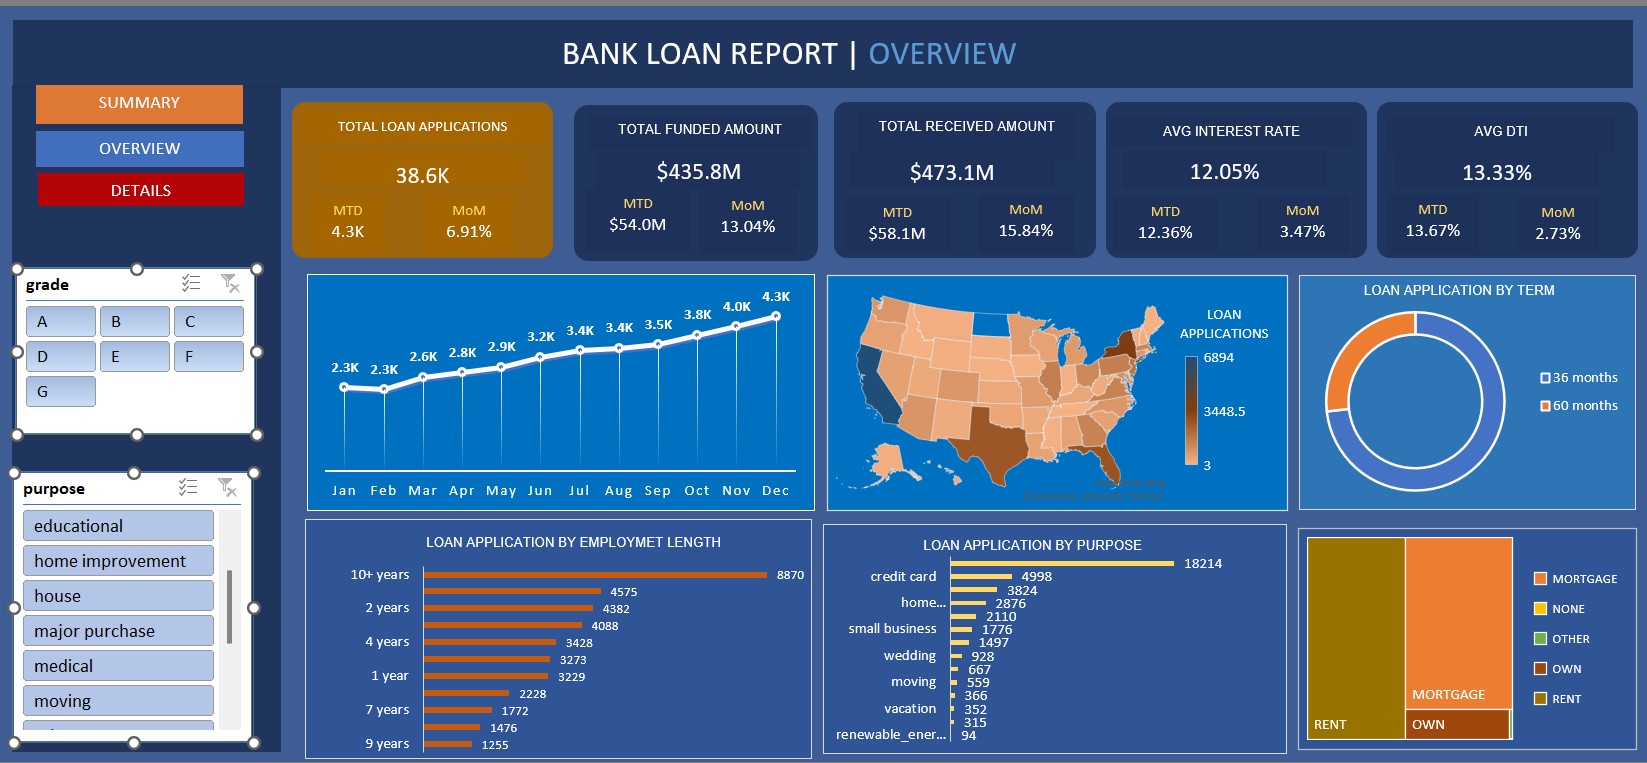 BANK LOAN REPORT | OVERVIEW
SUMMARY
OVERVIEW
DETAILS
TOTAL LOAN APPLICATIONS
38.6K
MTD MoM
4.3K 6.91%
TOTAL FUNDED AMOUNT
$435.8M
MTD MoM
$54.0M 13.04%
TOTAL RECEIVED AMOUNT
$473.1M
MTD MoM
$58.1M 15.84%
AVG INTEREST RATE
12.05%
MTD MoM
12.36% 3.47%
AVG DTI
13.33%
MTD MoM
13.67% 2.73%
grade
A B C
D E F
G
purpose
educational
home improvement
house
major purchase
medical
moving
2.3K 2.3K 2.6K 2.8K 2.9K 3.2K 3.4K 3.4K 3.5K 3.8K 4.0K 4.3K
Jan Feb Mar Apr May Jun Jul Aug Sep Oct Nov Dec
LOAN
APPLICATIONS
6894
3448.5
3
LOAN APPLICATION BY TERM
36 months
60 months
LOAN APPLICATION BY EMPLOYMET LENGTH
10+ years 8870
4575
2 years 4382
4088
4 years 3428
3273
1 year 3229
2228
7 years 1772
1476
9 years 1255
LOAN APPLICATION BY PURPOSE
18214
credit card 4998
3824
home... 2876
2110
small business 1776
1497
wedding 928
667
moving 559
366
vacation 352
315
renewable_ener... 94
RENT
MORTGAGE
OWN
MORTGAGE
NONE
OTHER
OWN
RENT